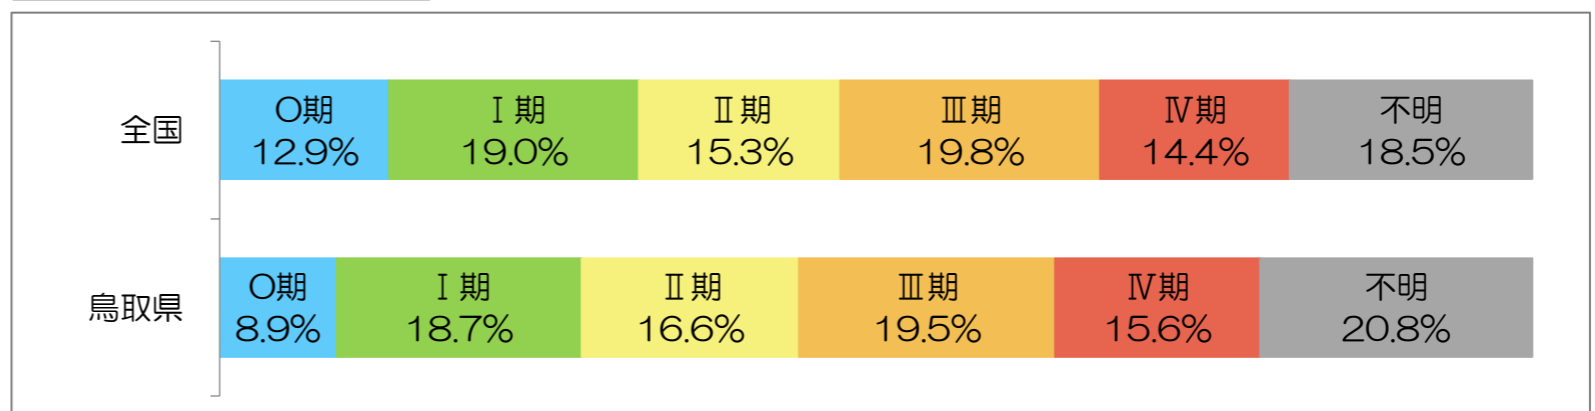 全国
0期 Ⅰ期 Ⅱ期 Ⅲ期 Ⅳ期 不明
12.9% 19.0% 15.3% 19.8% 14.4% 18.5%
鳥取県
0期 Ⅰ期 Ⅱ期 Ⅲ期 Ⅳ期 不明
8.9% 18.7% 16.6% 19.5% 15.6% 20.8%